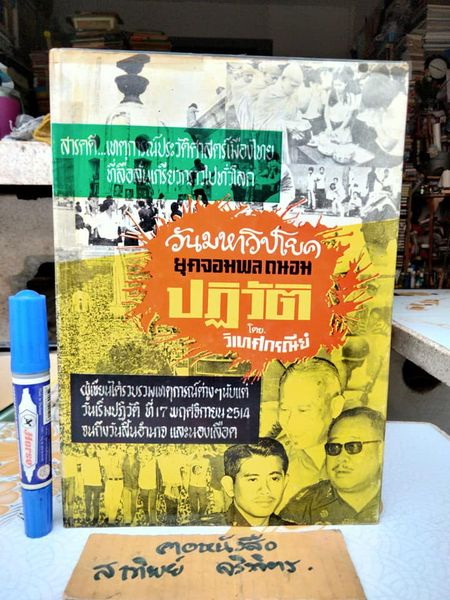 สารคดี...เหตุการณ์ประวัติศาสตร์เมืองไทย
ที่ลือลั่นเกรียวกราวไปทั่วโลก
วันมหาวิปโยค
ยุคจอมพล ถนอม
ปฏิวัติ
โดย.
วิเทศกรณีย์
ผู้เขียนได้รวบรวมเหตุการณ์ต่างๆนับแต่
วันเริ่มปฏิวัติ ที่ 17 พฤศจิกายน 2514
จนถึงวันสิ้นอำนาจ และนองเลือด
Horse
คอหนังสือ
สาทิพย์